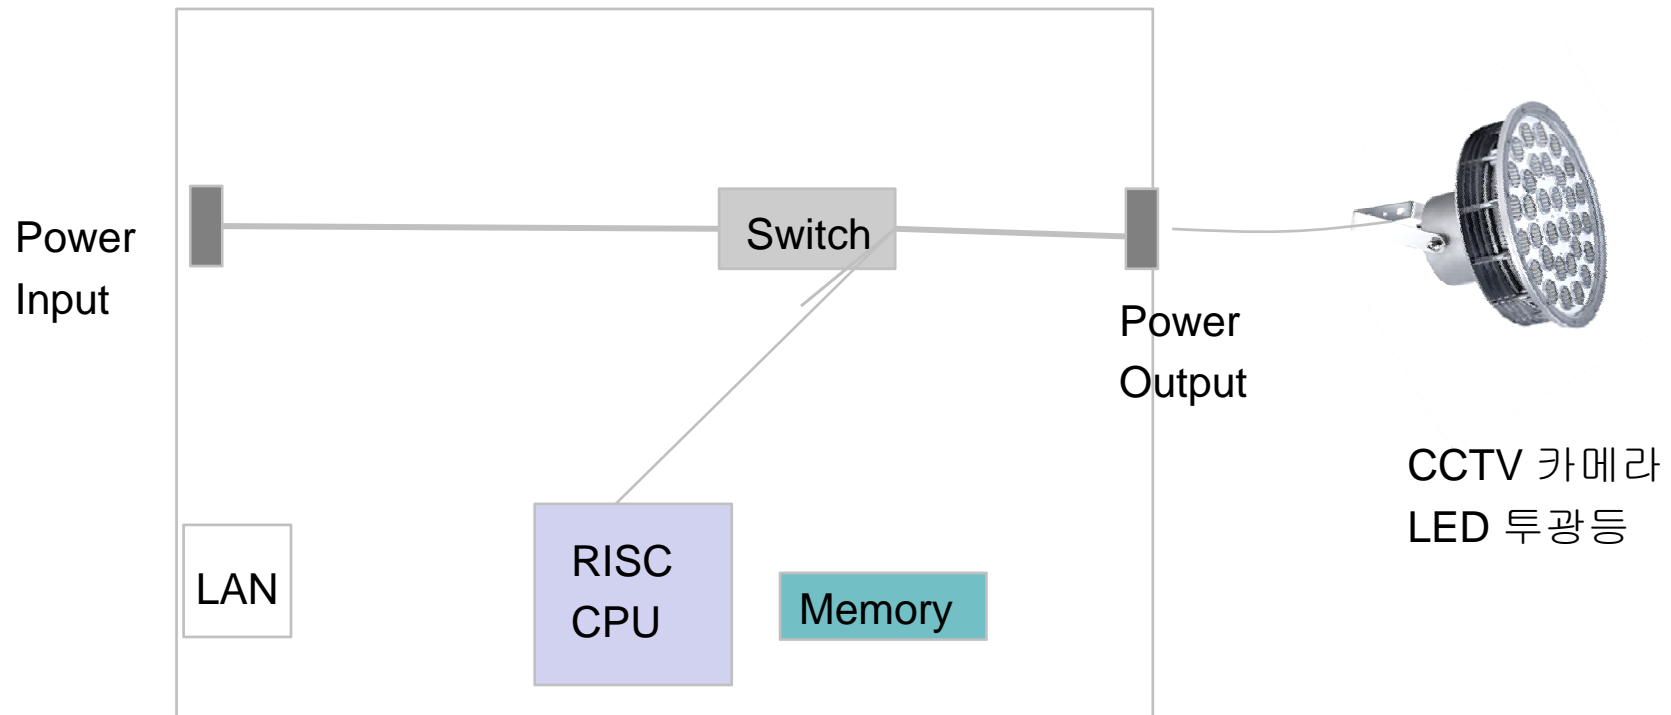 Power
Input
Switch
Power
Output
CCTV 카메라
LED 투광등
LAN
RISC
CPU
Memory